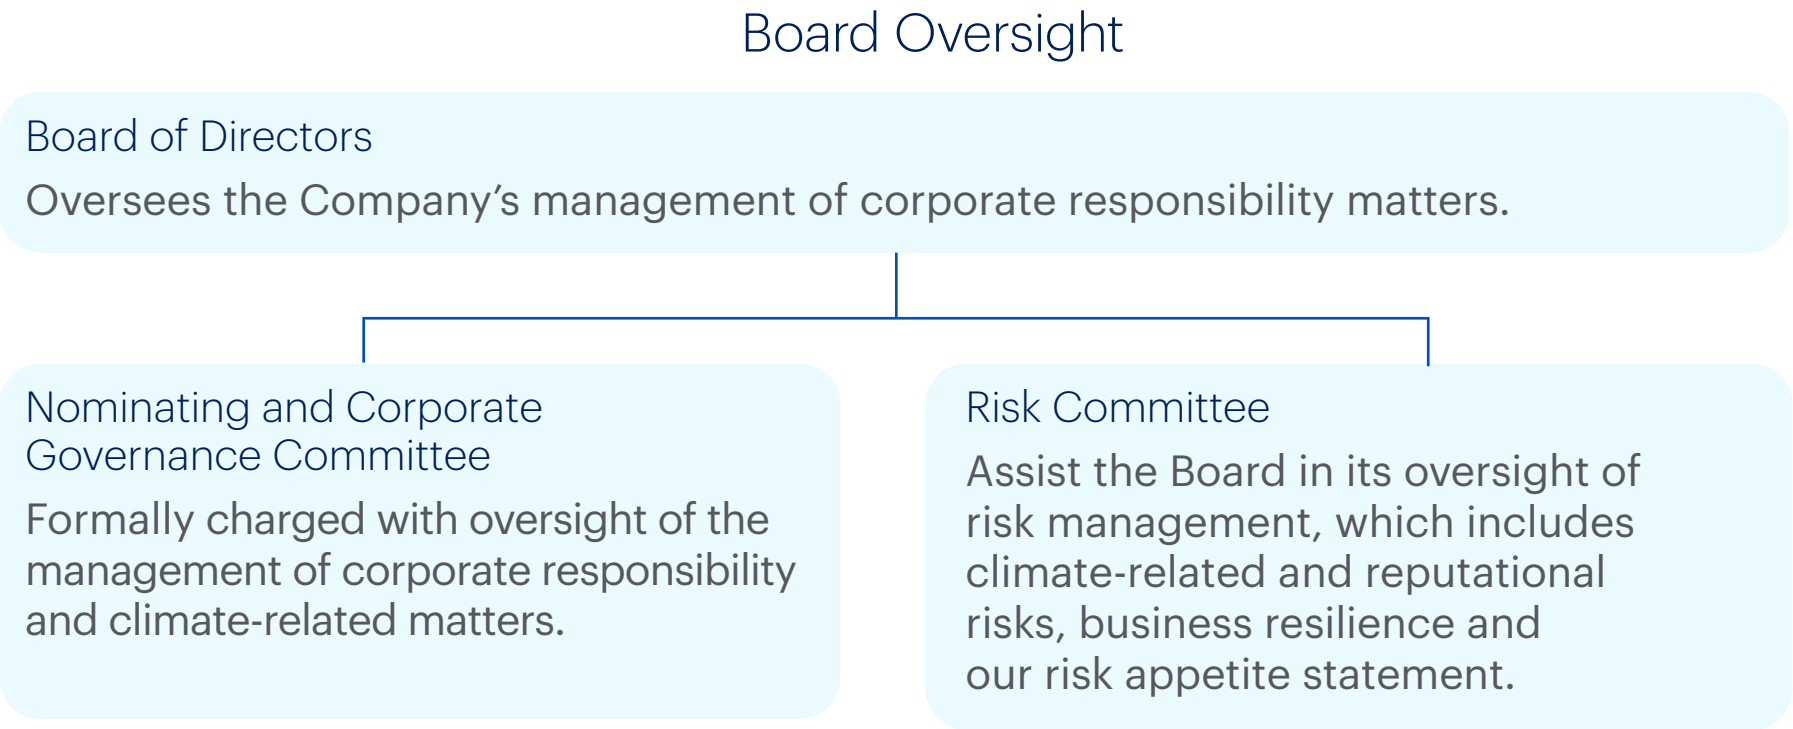 Board Oversight
Board of Directors
Oversees the Company’s management of corporate responsibility matters.
Nominating and Corporate
Governance Committee
Formally charged with oversight of the
management of corporate responsibility
and climate-related matters.
Risk Committee
Assist the Board in its oversight of
risk management, which includes
climate-related and reputational
risks, business resilience and
our risk appetite statement.